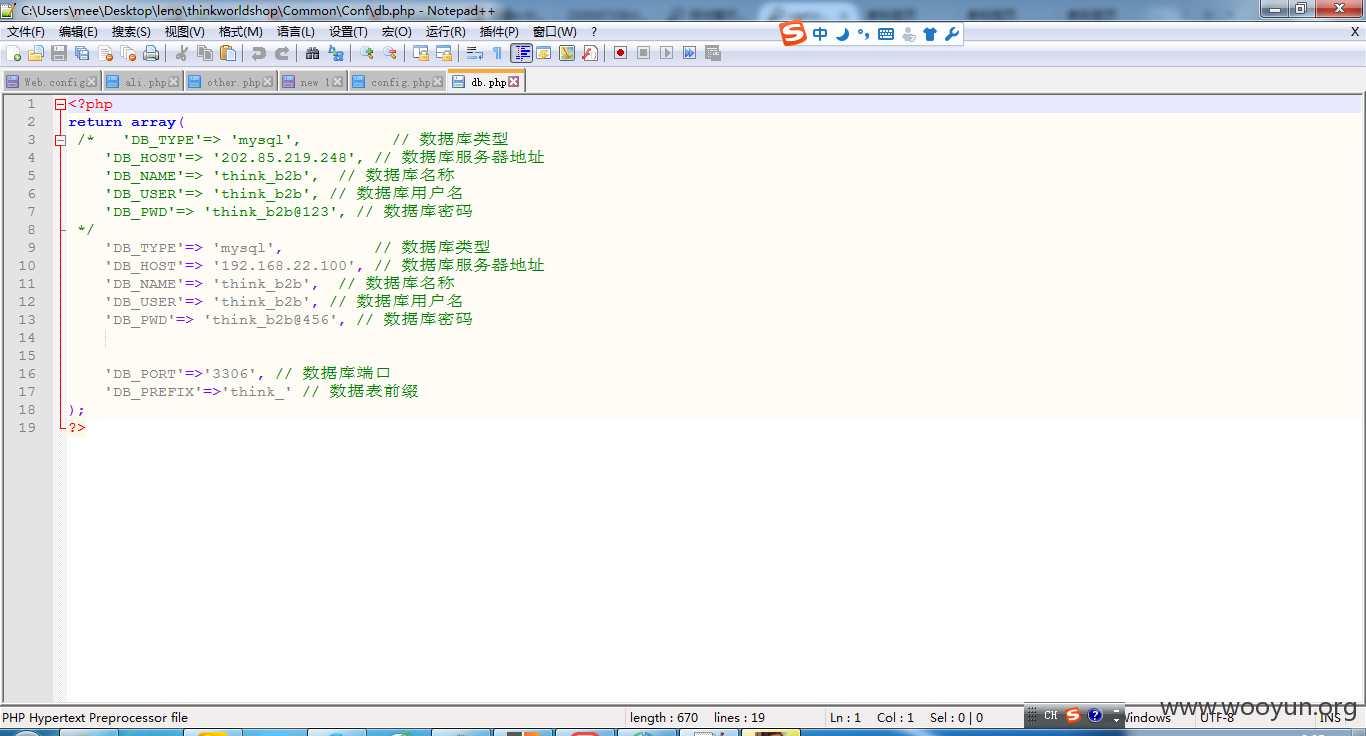 C:\Users\mee\Desktop\leno\thinkworldshop\Common\Conf\db.php - Notepad++
文件(F) 编辑(E) 搜索(S) 视图(V) 格式(M) 语言(L) 设置(T) 宏(O) 运行(R) 插件(P) 窗口(W) ? X
S 中
Web.config ali.php other.php new 1 config.php db.php
1 <?php
2 return array(
3 /* 'DB_TYPE'=> 'mysql', // 数据库类型
4 'DB_HOST'=> '202.85.219.248', // 数据库服务器地址
5 'DB_NAME'=> 'think_b2b', // 数据库名称
6 'DB_USER'=> 'think_b2b', // 数据库用户名
7 'DB_PWD'=> 'think_b2b@123', // 数据库密码
8 */
9 'DB_TYPE'=> 'mysql', // 数据库类型
10 'DB_HOST'=> '192.168.22.100', // 数据库服务器地址
11 'DB_NAME'=> 'think_b2b', // 数据库名称
12 'DB_USER'=> 'think_b2b', // 数据库用户名
13 'DB_PWD'=> 'think_b2b@456', // 数据库密码
14
15
16 'DB_PORT'=>'3306', // 数据库端口
17 'DB_PREFIX'=>'think_' // 数据表前缀
18 );
19 ?>
PHP Hypertext Preprocessor file length : 670 lines : 19 Ln : 1 Col : 1 Sel : 0 | 0 CH S ? Windows UTF-8 INS
www.wooyun.org